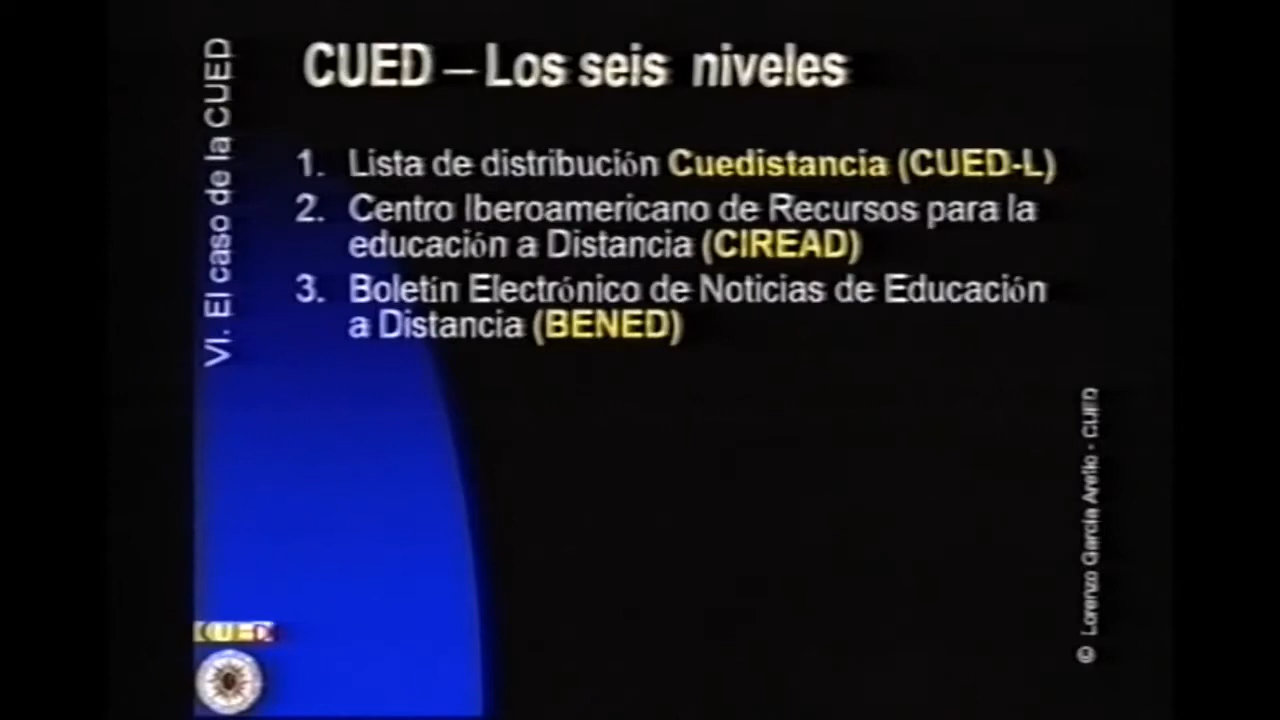 VI. El caso de la CUED
CUED – Los seis niveles
1. Lista de distribución Cuedistancia (CUED-L)
2. Centro Iberoamericano de Recursos para la
educación a Distancia (CIREAD)
3. Boletín Electrónico de Noticias de Educación
a Distancia (BENED)
© Lorenzo García Aretio - CUED
CUED